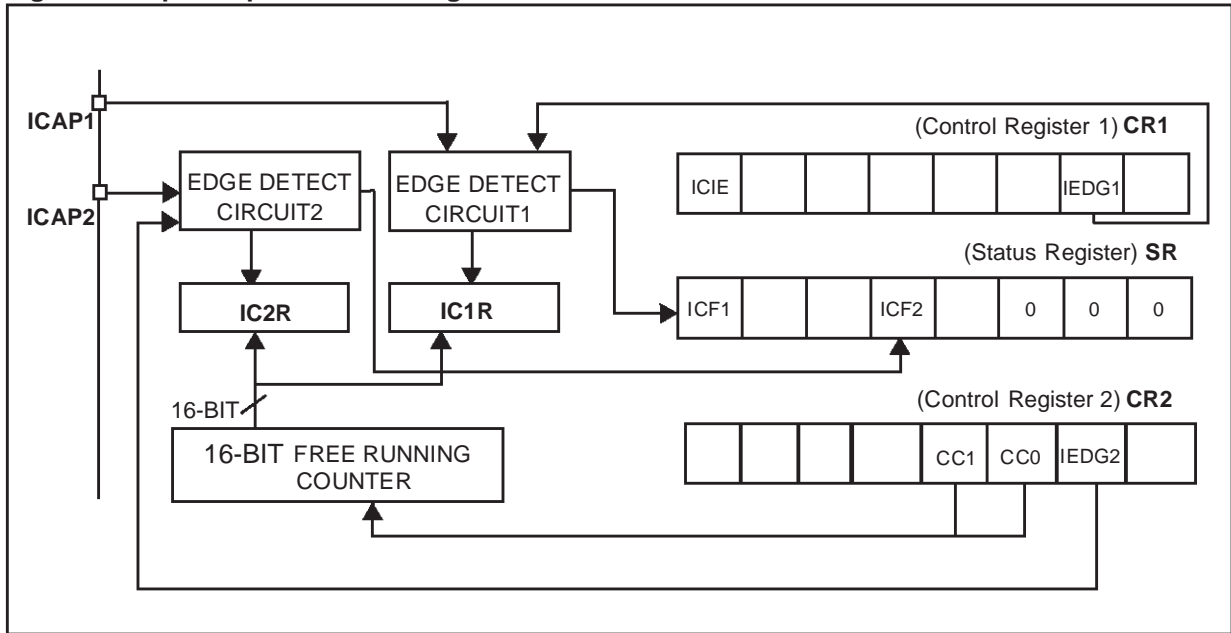 ICAP1
ICAP2
EDGE DETECT
CIRCUIT2
EDGE DETECT
CIRCUIT1
IC2R
IC1R
16-BIT
16-BIT FREE RUNNING
COUNTER
(Control Register 1) CR1
ICIE
IEDG1
(Status Register) SR
ICF1
ICF2
0
0
0
(Control Register 2) CR2
CC1
CC0
IEDG2